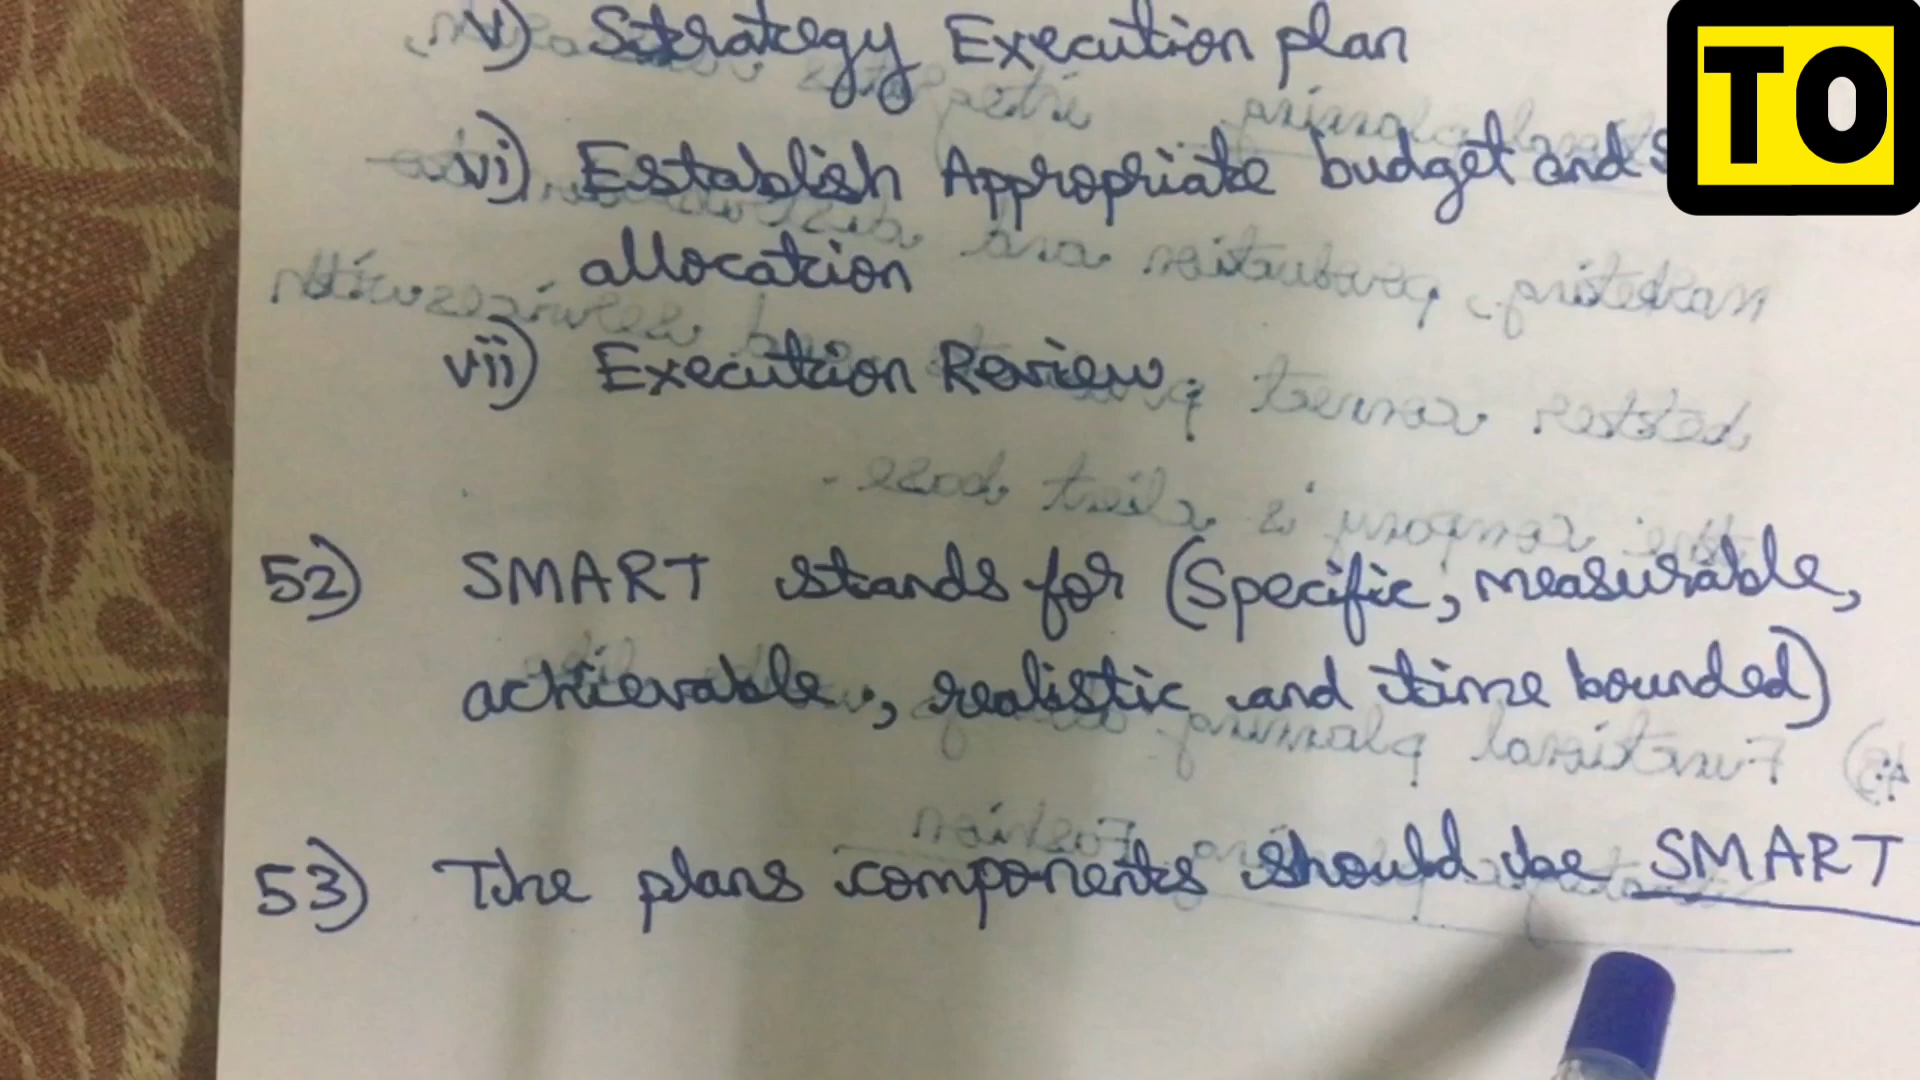 v) Strategy Execution plan
TO
vi) Establish Appropriate budget and
allocation
vii) Execution Review.
52) SMART stands for (Specific, measurable,
achievable, realistic and time bounded)
53) The plans components should be SMART